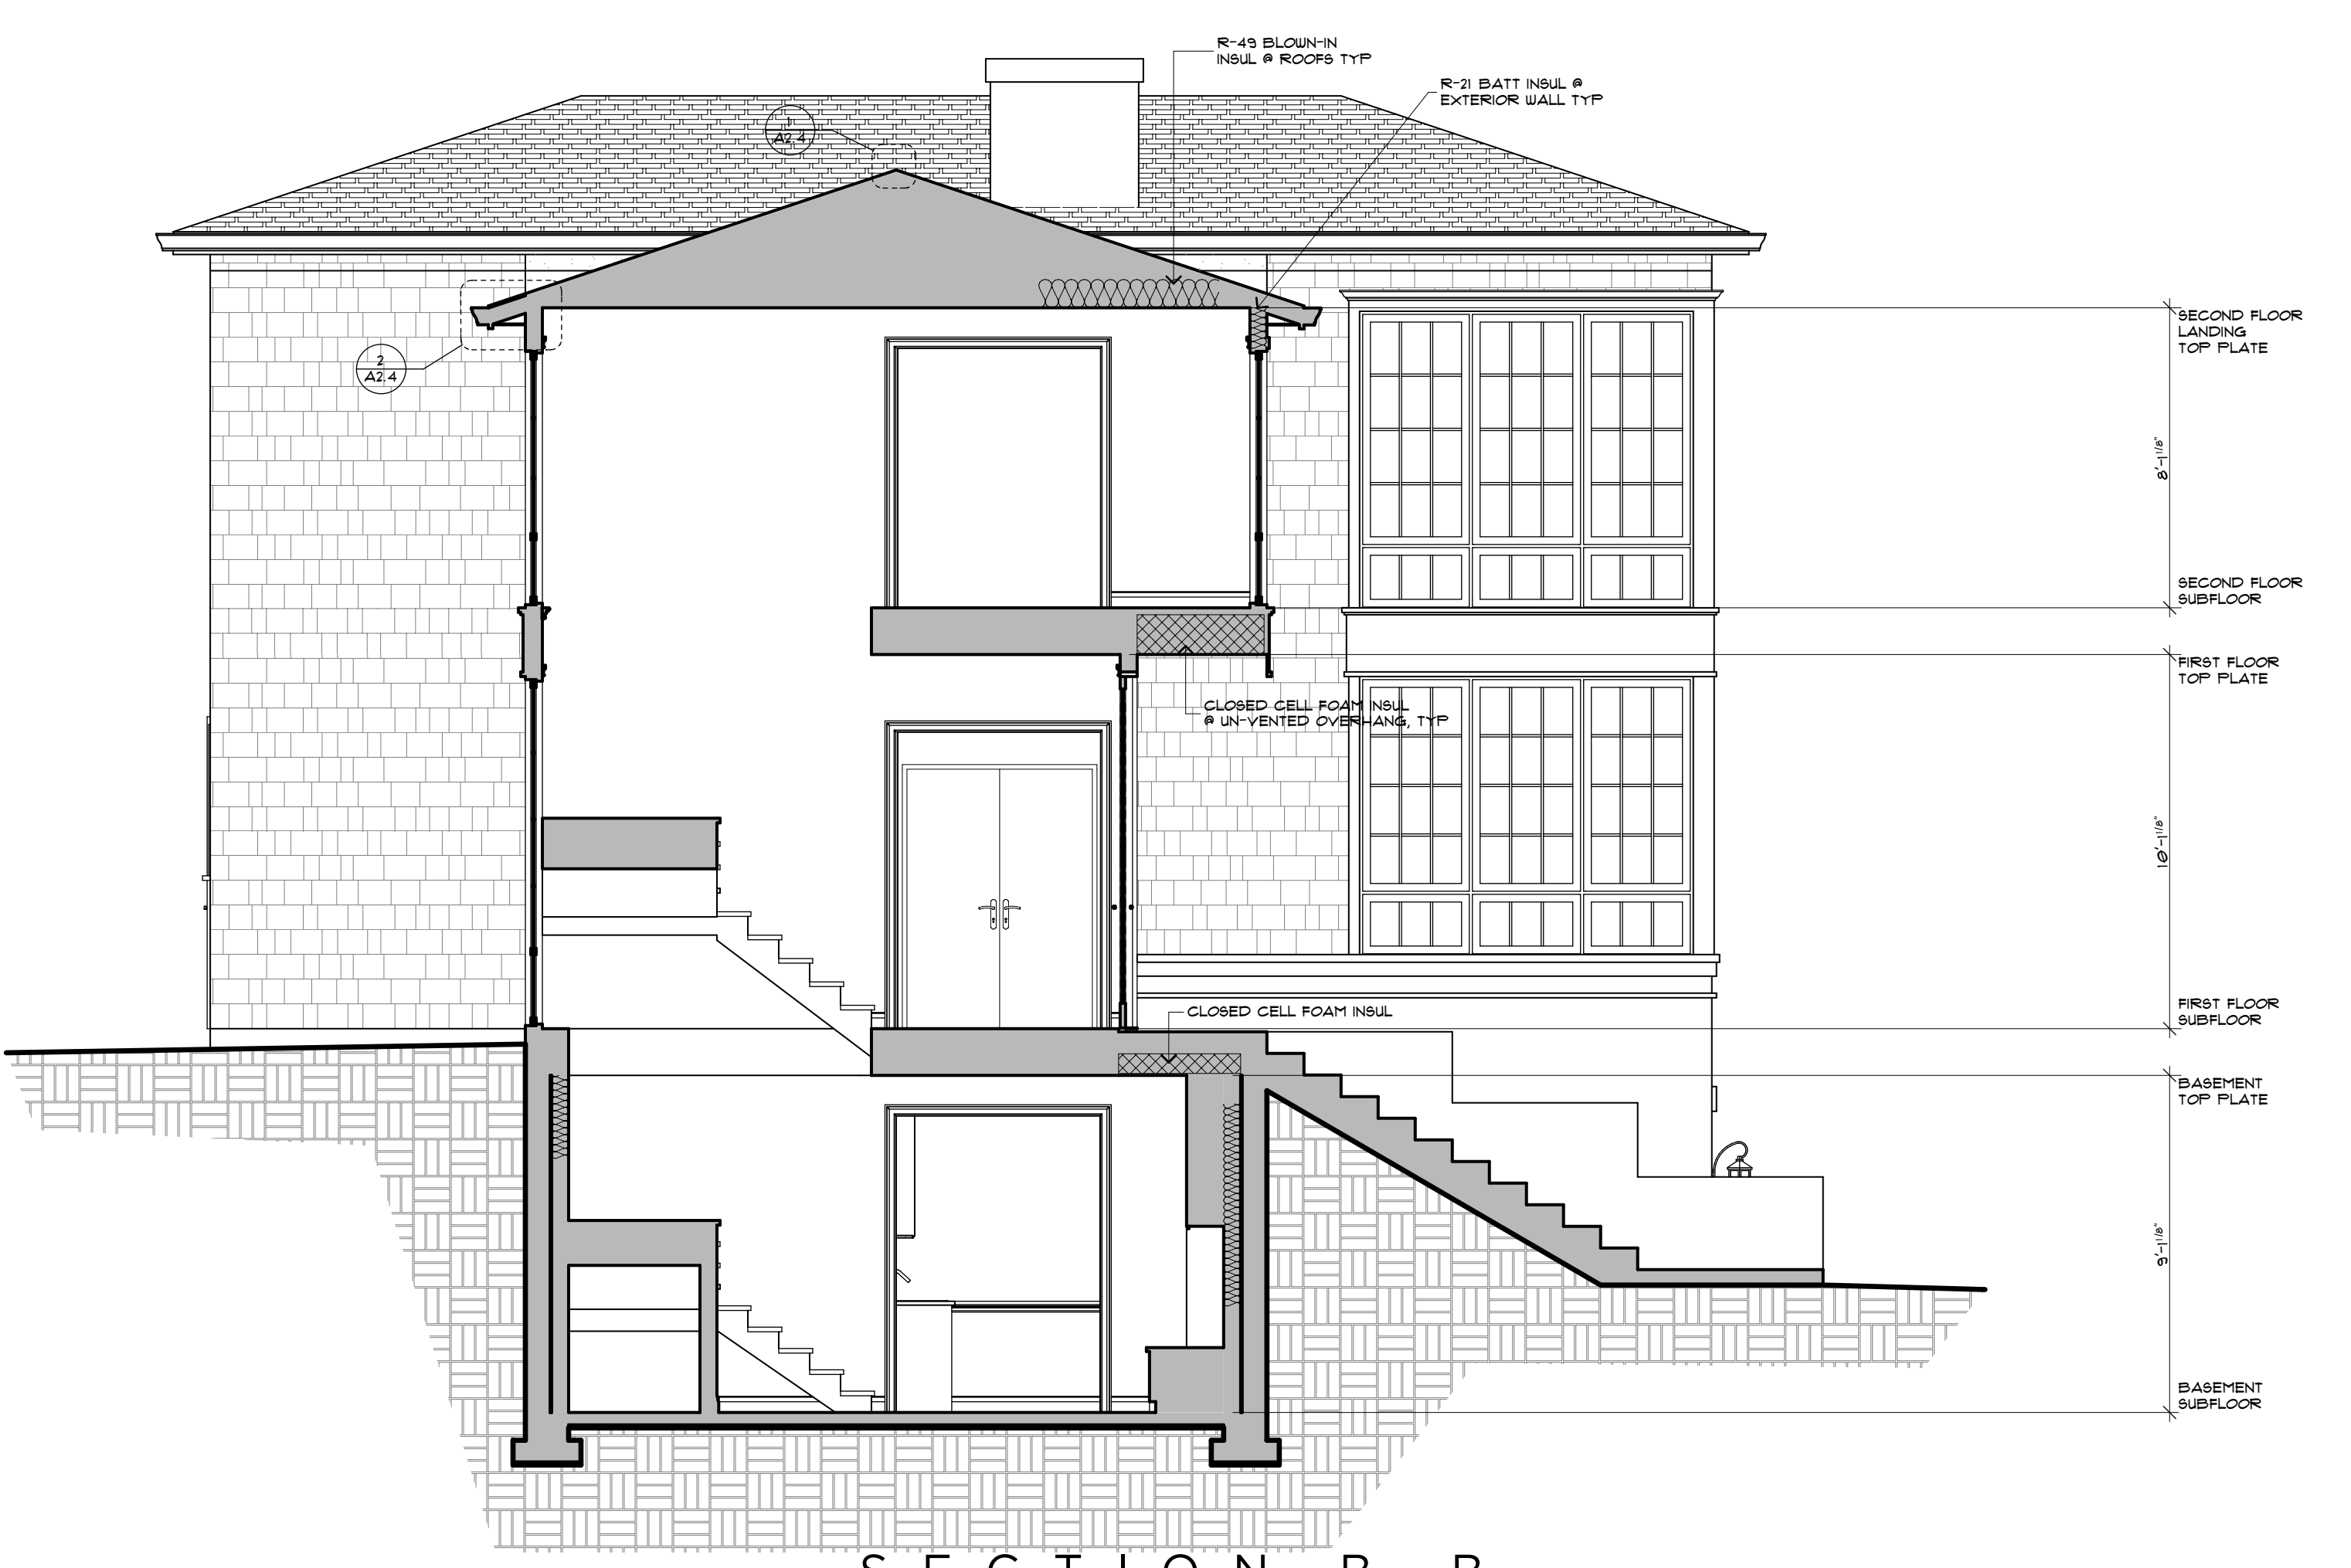 R-49 BLOWN-IN
INSUL @ ROOFS TYP
R-21 BATT INSUL @
EXTERIOR WALL TYP
1
A2.4
2
A2.4
SECOND FLOOR
LANDING
TOP PLATE
8'-1 1/8"
SECOND FLOOR
SUBFLOOR
FIRST FLOOR
TOP PLATE
CLOSED CELL FOAM INSUL
@ UN-VENTED OVERHANG, TYP
10'-1 1/8"
CLOSED CELL FOAM INSUL
FIRST FLOOR
SUBFLOOR
BASEMENT
TOP PLATE
9'-1 1/8"
BASEMENT
SUBFLOOR
SECTION B B